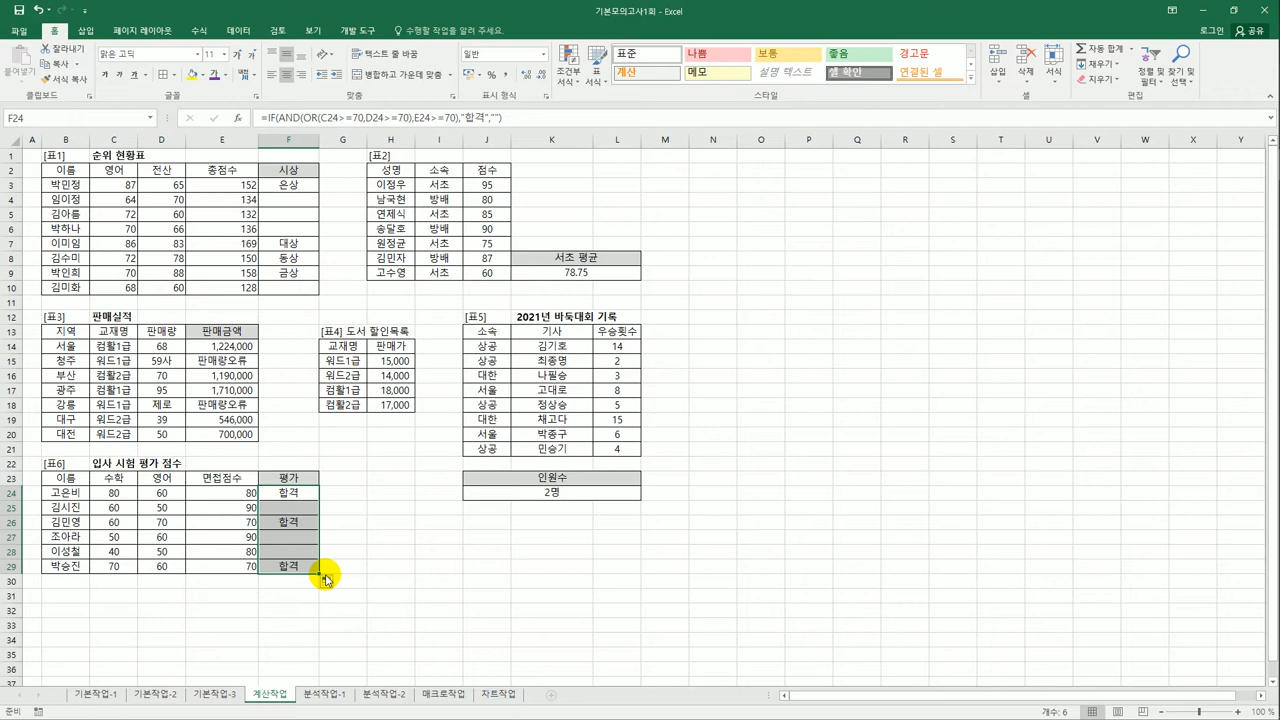 기본모의고사1회 - Excel
파일 홈 삽입 페이지 레이아웃 수식 데이터 검토 보기 개발 도구 수행할 작업을 알려 주세요. 로그인 공유
붙여넣기 잘라내기 복사 서식 복사 클립보드
맑은 고딕 11 가 가 글꼴
텍스트 줄 바꿈 병합하고 가운데 맞춤 맞춤
일반 표시 형식
조건부 서식 표 서식
표준 나쁨 보통 좋음 경고문
계산 메모 설명 텍스트 셀 확인 연결된 셀
스타일
삽입 삭제 서식 셀
자동 합계 채우기 지우기 정렬 및 필터 찾기 및 선택 편집
F24 =IF(AND(OR(C24>=70,D24>=70),E24>=70),"합격","")
A B C D E F G H I J K L M N O P Q R S T U V W X Y
1 [표1] 순위 현황표 [표2]
2 이름 영어 전산 총점수 시상 성명 소속 점수
3 박민정 87 65 152 은상 이정우 서초 95
4 임이정 64 70 134 남국현 방배 80
5 김아름 72 60 132 연제식 서초 85
6 박하나 70 66 136 송달호 방배 90
7 이미임 86 83 169 대상 원정균 서초 75
8 김수미 72 78 150 동상 김민자 방배 87 서초 평균
9 박인희 70 88 158 금상 고수영 서초 60 78.75
10 김미화 68 60 128
11
12 [표3] 판매실적 [표5] 2021년 바둑대회 기록
13 지역 교재명 판매량 판매금액 [표4] 도서 할인목록 소속 기사 우승횟수
14 서울 컴활1급 68 1,224,000 교재명 판매가 상공 김기호 14
15 청주 워드1급 59사 판매량오류 워드1급 15,000 상공 최종명 2
16 부산 컴활2급 70 1,190,000 워드2급 14,000 대한 나필승 3
17 광주 컴활1급 95 1,710,000 컴활1급 18,000 서울 고대로 8
18 강릉 워드1급 제로 판매량오류 컴활2급 17,000 상공 정상승 5
19 대구 워드2급 39 546,000 대한 채고다 15
20 대전 워드2급 50 700,000 서울 박종구 6
21 상공 민승기 4
22 [표6] 입사 시험 평가 점수
23 이름 수학 영어 면접점수 평가 인원수
24 고은비 80 60 80 합격 2명
25 김시진 60 50 90
26 김민영 60 70 70 합격
27 조아라 50 60 90
28 이성철 40 50 80
29 박승진 70 60 70 합격
30
31
32
33
34
35
36
37
기본작업-1 기본작업-2 기본작업-3 계산작업 분석작업-1 분석작업-2 매크로작업 차트작업
준비 개수: 6 100 %